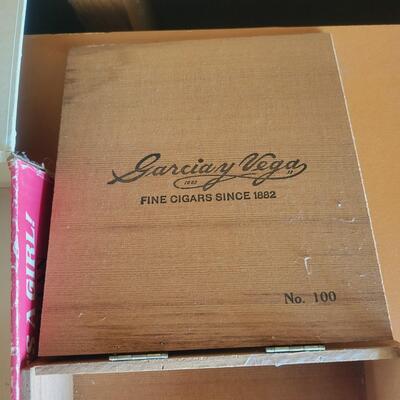 Garcia y Vega
1882
FINE CIGARS SINCE 1882
No. 100
A GIRL!